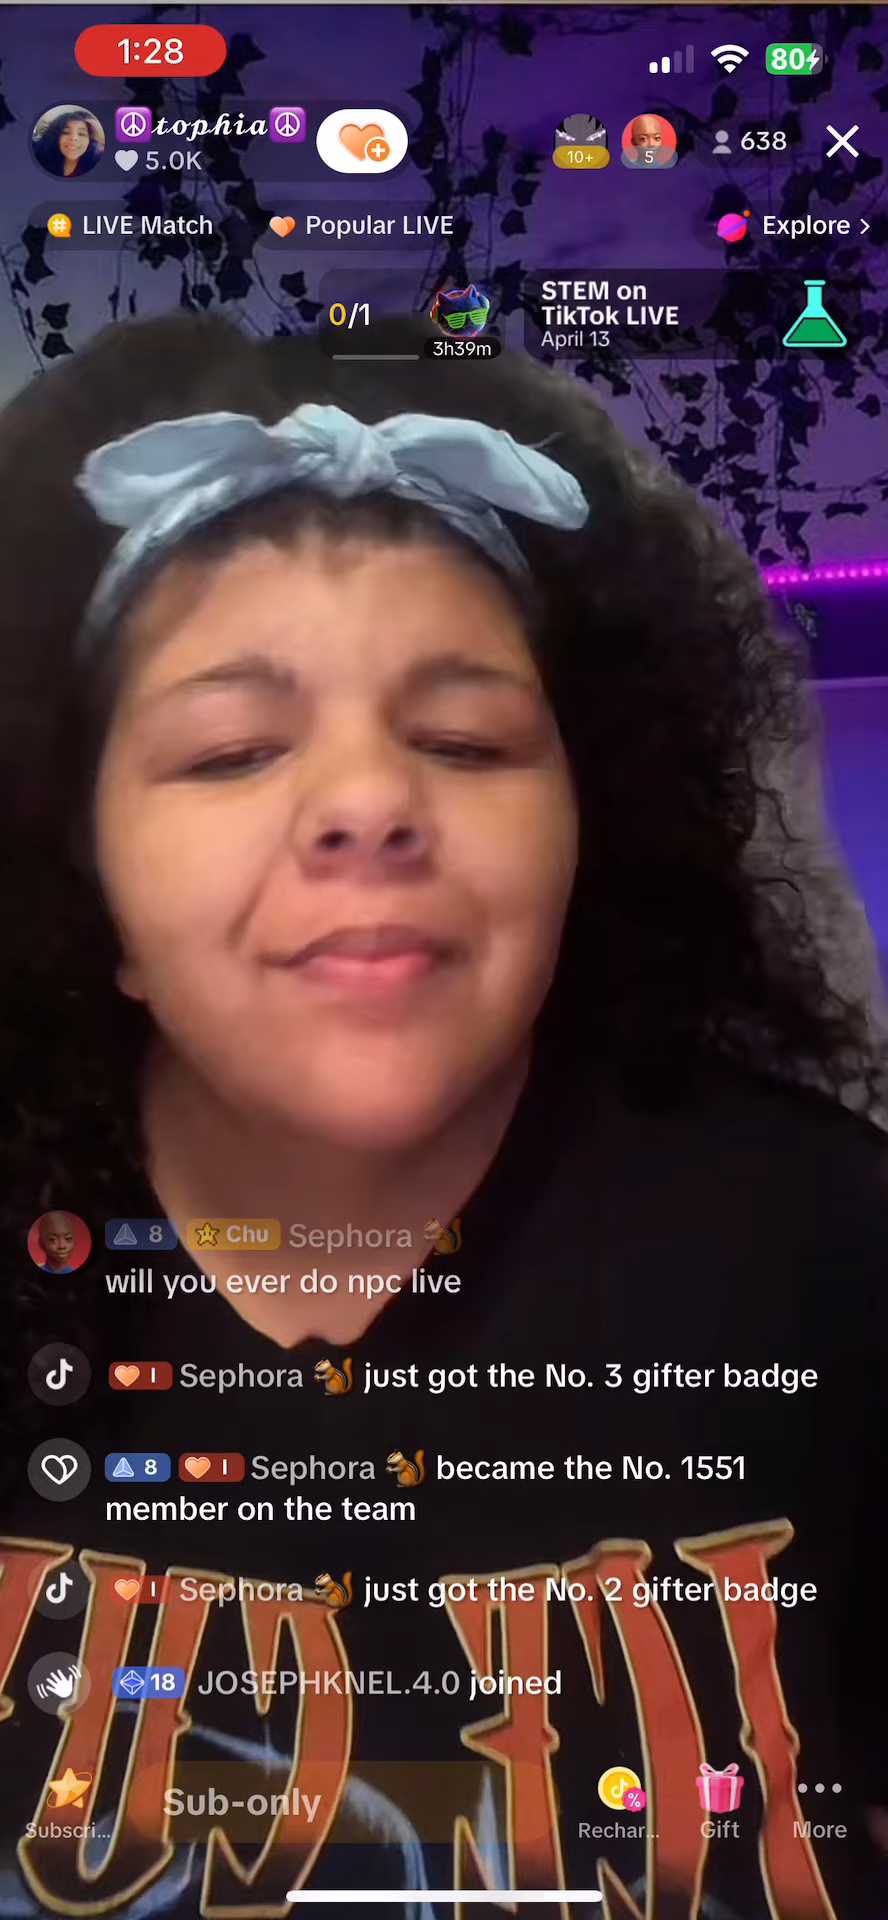 1:28
80
☮️𝓽𝓸𝓹𝓱𝓲𝓪☮️
5.0K
10+
5
638
LIVE Match
Popular LIVE
Explore >
0/1
3h39m
STEM on
TikTok LIVE
April 13
8 Chu Sephora 🐿️
will you ever do npc live
I Sephora 🐿️ just got the No. 3 gifter badge
8 I Sephora 🐿️ became the No. 1551
member on the team
I Sephora 🐿️ just got the No. 2 gifter badge
18 JOSEPHKNEL.4.0 joined
Sub-only
Subscri...
Rechar...
Gift
More